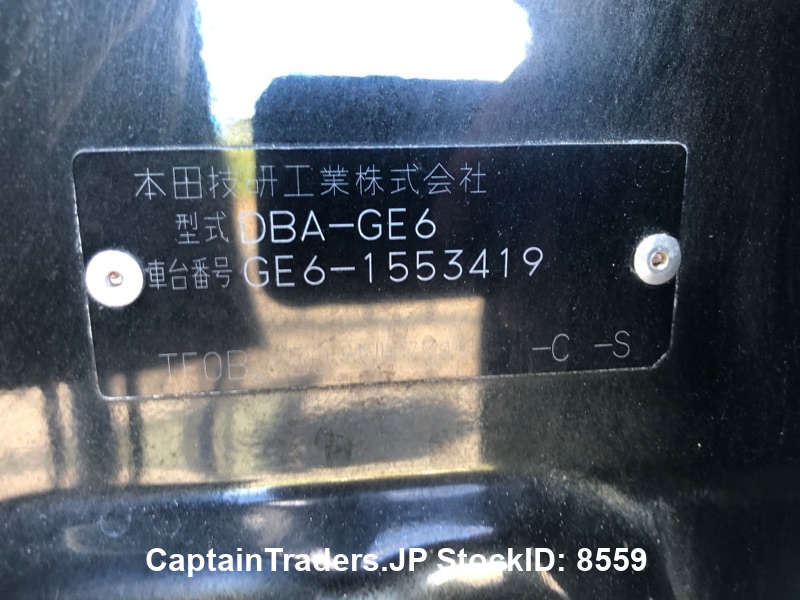 本田技研工業株式会社
型式 DBA-GE6
車台番号 GE6-1553419
TF0B -C -S
CaptainTraders.JP StockID: 8559